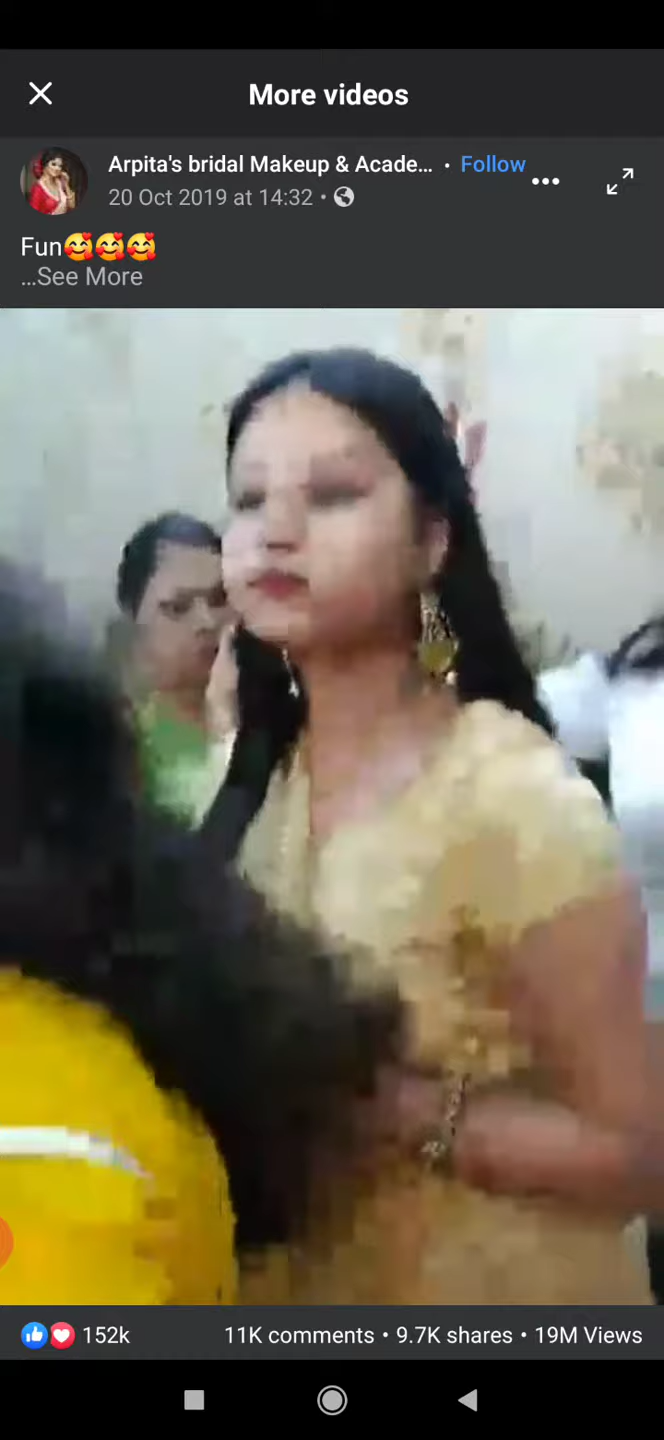 More videos
Arpita's bridal Makeup & Acade... • Follow
20 Oct 2019 at 14:32 •
Fun🥰🥰🥰
...See More
152k 11K comments • 9.7K shares • 19M Views